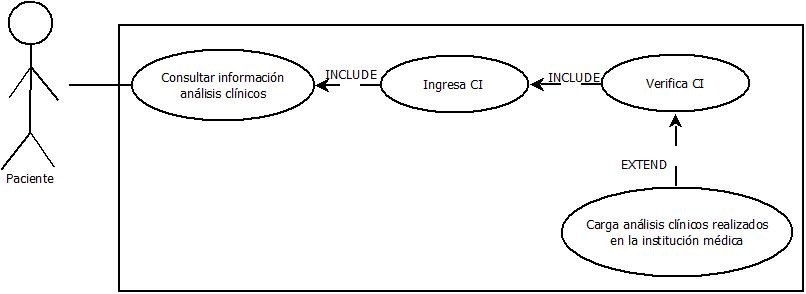 Consultar información
análisis clínicos
INCLUDE
Ingresa CI
INCLUDE
Verifica CI
EXTEND
Paciente
Carga análisis clínicos realizados
en la institución médica